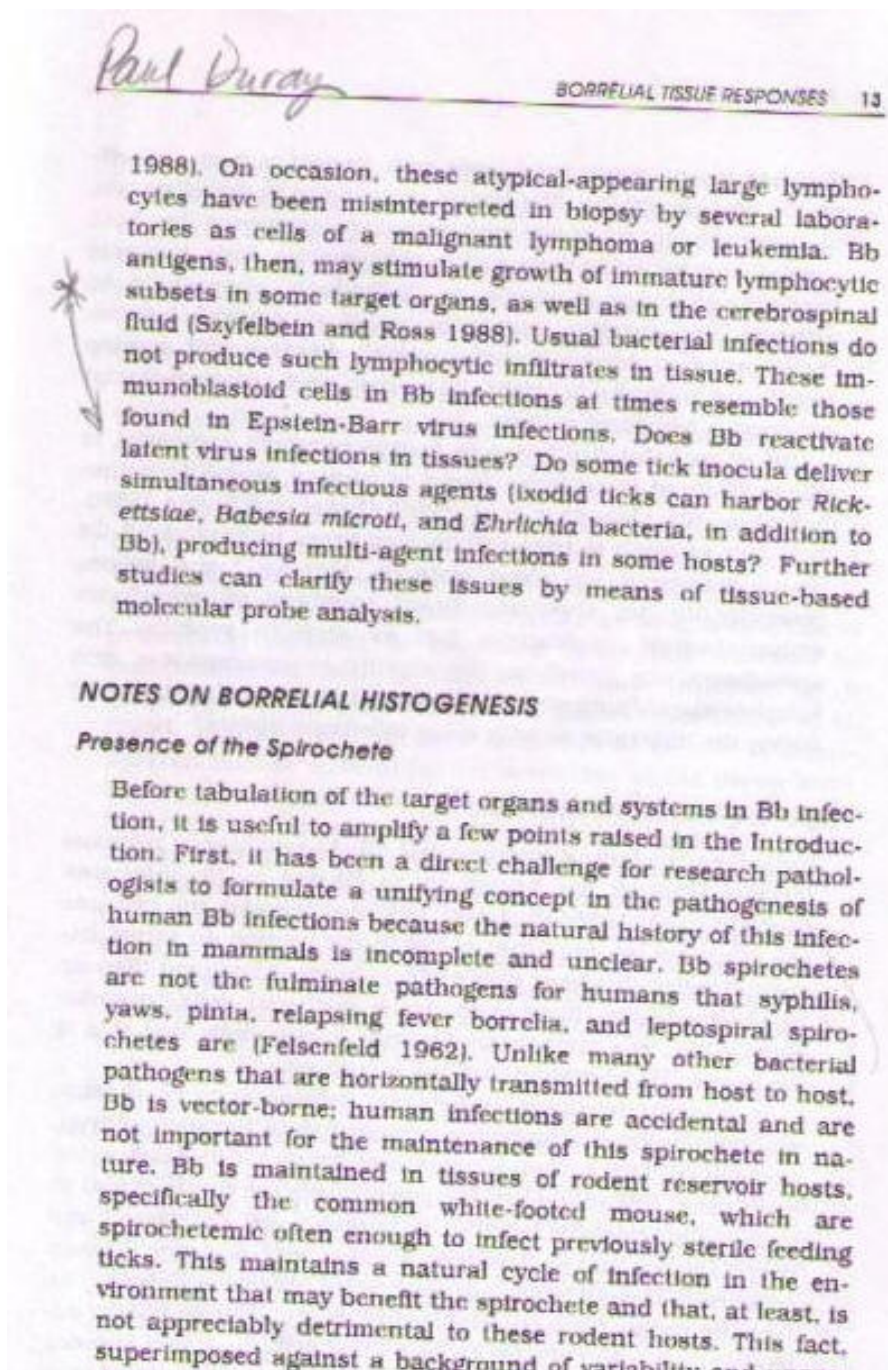 Paul Duray
BORRELIAL TISSUE RESPONSES 13
1988). On occasion, these atypical-appearing large lympho-
cytes have been misinterpreted in biopsy by several labora-
tories as cells of a malignant lymphoma or leukemia. Bb
antigens, then, may stimulate growth of immature lymphocytic
subsets in some target organs, as well as in the cerebrospinal
fluid (Szyfelbein and Ross 1988). Usual bacterial infections do
not produce such lymphocytic infiltrates in tissue. These im-
munoblastoid cells in Bb infections at times resemble those
found in Epstein-Barr virus infections. Does Bb reactivate
latent virus infections in tissues? Do some tick inocula deliver
simultaneous infectious agents (ixodid ticks can harbor Rick-
ettsiae, Babesia microti, and Ehrlichia bacteria, in addition to
Bb), producing multi-agent infections in some hosts? Further
studies can clarify these issues by means of tissue-based
molecular probe analysis.
NOTES ON BORRELIAL HISTOGENESIS
Presence of the Spirochete
Before tabulation of the target organs and systems in Bb infec-
tion, it is useful to amplify a few points raised in the Introduc-
tion. First, it has been a direct challenge for research pathol-
ogists to formulate a unifying concept in the pathogenesis of
human Bb infections because the natural history of this infec-
tion in mammals is incomplete and unclear. Bb spirochetes
are not the fulminate pathogens for humans that syphilis,
yaws, pinta, relapsing fever borrelia, and leptospiral spiro-
chetes are (Felsenfeld 1962). Unlike many other bacterial
pathogens that are horizontally transmitted from host to host,
Bb is vector-borne; human infections are accidental and are
not important for the maintenance of this spirochete in na-
ture. Bb is maintained in tissues of rodent reservoir hosts,
specifically the common white-footed mouse, which are
spirochetemic often enough to infect previously sterile feeding
ticks. This maintains a natural cycle of infection in the en-
vironment that may benefit the spirochete and that, at least, is
not appreciably detrimental to these rodent hosts. This fact,
superimposed against a background of variability and